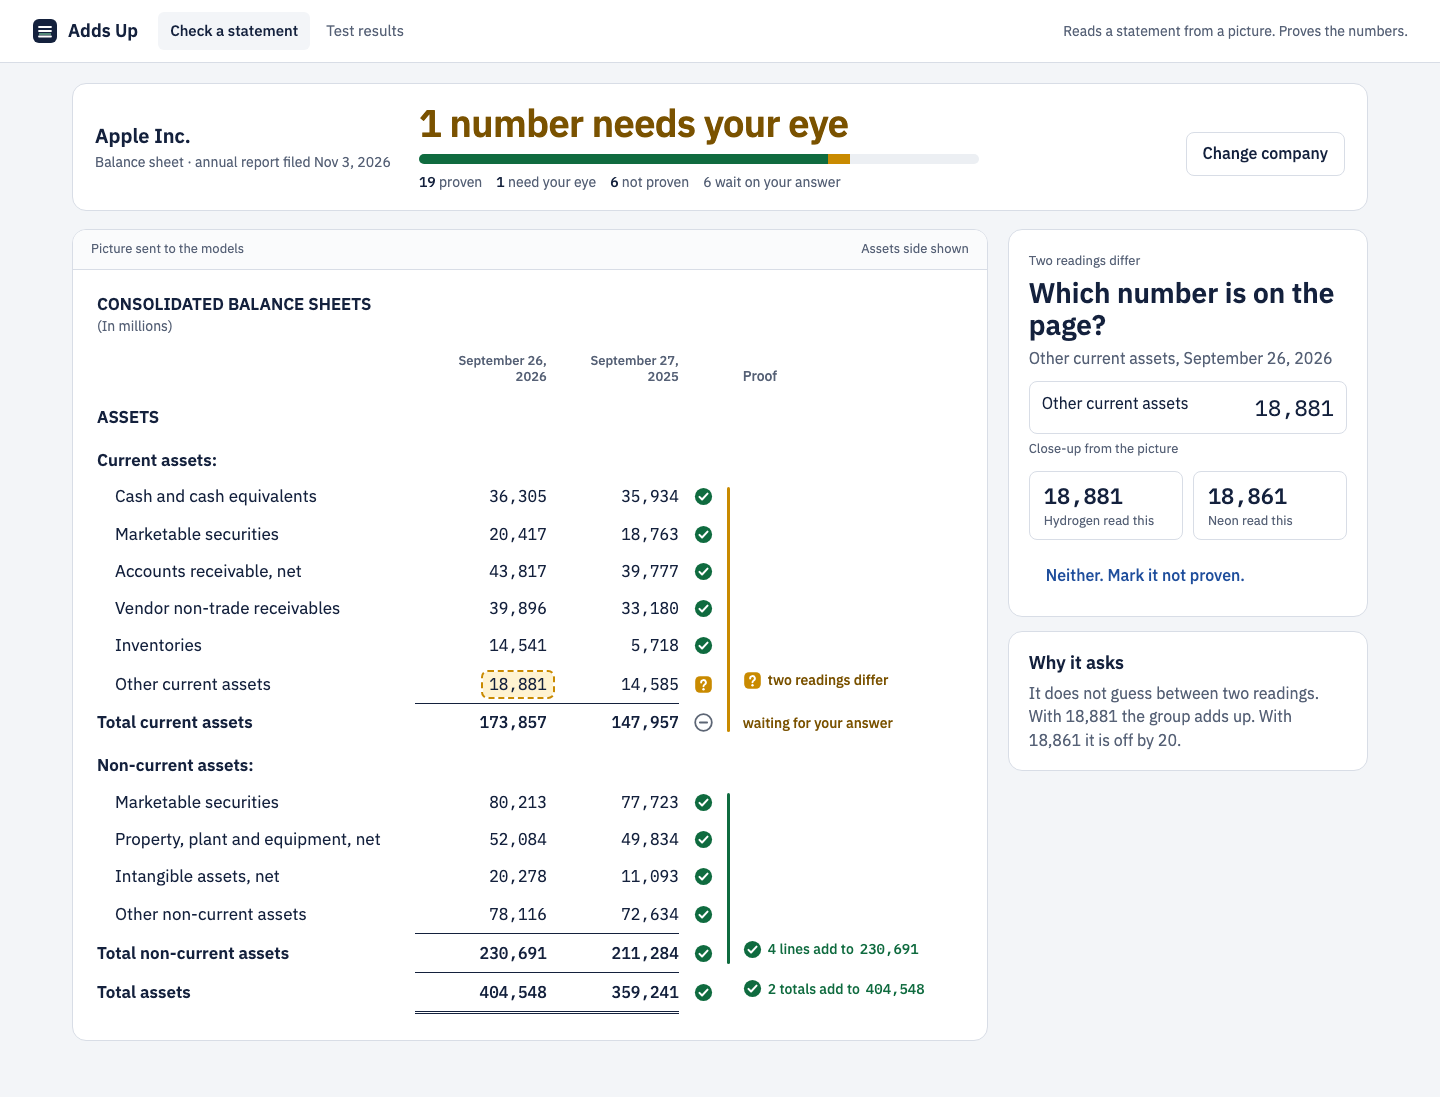 Adds Up
Check a statement
Test results
Reads a statement from a picture. Proves the numbers.
Apple Inc.
Balance sheet · annual report filed Nov 3, 2026
1 number needs your eye
19 proven 1 need your eye 6 not proven 6 wait on your answer
Change company
Picture sent to the models
Assets side shown
CONSOLIDATED BALANCE SHEETS
(In millions)
September 26, 2026
September 27, 2025
Proof
ASSETS
Current assets:
Cash and cash equivalents 36,305 35,934
Marketable securities 20,417 18,763
Accounts receivable, net 43,817 39,777
Vendor non-trade receivables 39,896 33,180
Inventories 14,541 5,718
Other current assets 18,881 14,585 ? ? two readings differ
Total current assets 173,857 147,957 waiting for your answer
Non-current assets:
Marketable securities 80,213 77,723
Property, plant and equipment, net 52,084 49,834
Intangible assets, net 20,278 11,093
Other non-current assets 78,116 72,634
Total non-current assets 230,691 211,284 4 lines add to 230,691
Total assets 404,548 359,241 2 totals add to 404,548
Two readings differ
Which number is on the
page?
Other current assets, September 26, 2026
Other current assets 18,881
Close-up from the picture
18,881
Hydrogen read this
18,861
Neon read this
Neither. Mark it not proven.
Why it asks
It does not guess between two readings.
With 18,881 the group adds up. With
18,861 it is off by 20.